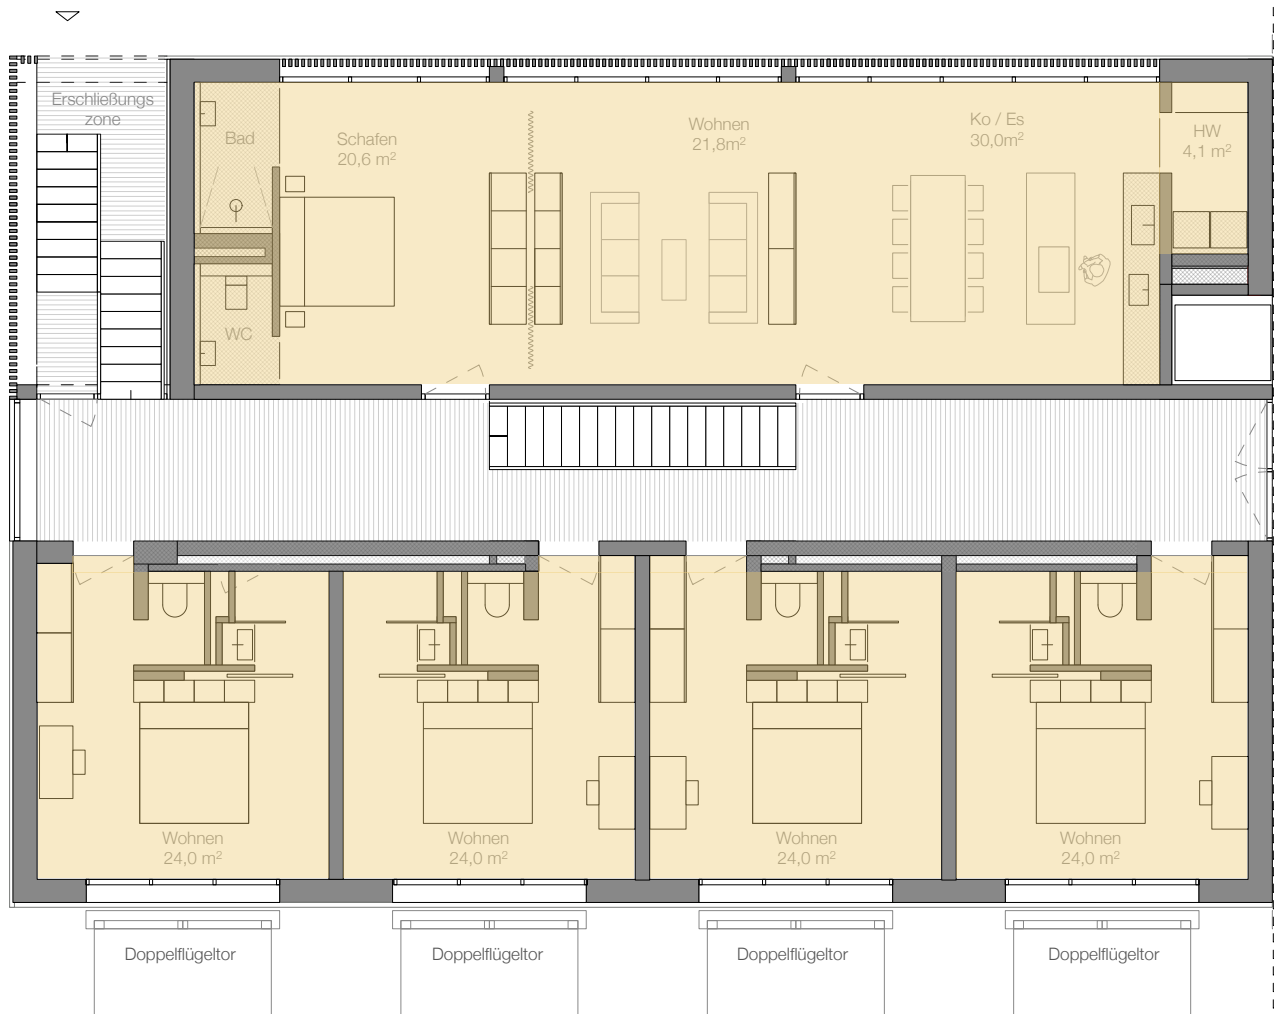 Erschließungs
zone
Bad
Schafen
20,6 m²
Wohnen
21,8m²
Ko / Es
30,0m²
HW
4,1 m²
WC
Wohnen
24,0 m²
Wohnen
24,0 m²
Wohnen
24,0 m²
Wohnen
24,0 m²
Doppelflügeltor
Doppelflügeltor
Doppelflügeltor
Doppelflügeltor